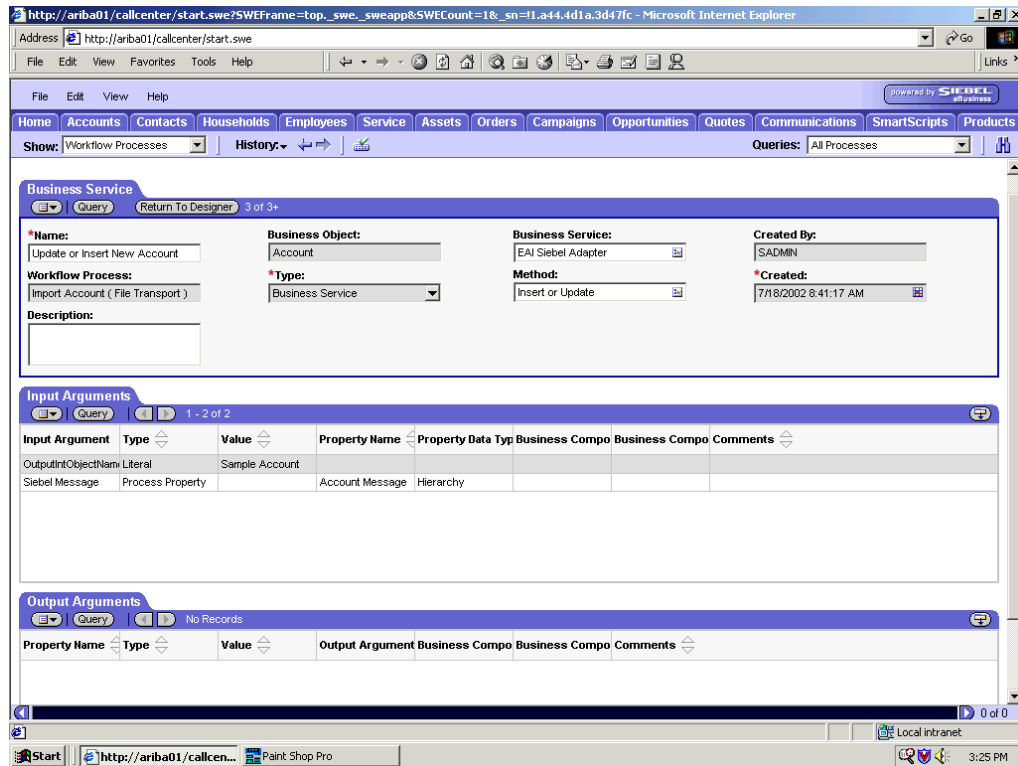 http://ariba01/callcenter/start.swe?SWEFrame=top._swe._sweapp&SWECount=1&_sn=!1.a44.4d1a.3d47fc - Microsoft Internet Explorer
Address http://ariba01/callcenter/start.swe Go
File Edit View Favorites Tools Help Links »
File Edit View Help powered by SIEBEL eBusiness
Home Accounts Contacts Households Employees Service Assets Orders Campaigns Opportunities Quotes Communications SmartScripts Products
Show: Workflow Processes History: Queries: All Processes
Business Service
Query Return To Designer 3 of 3+
*Name: Business Object: Business Service: Created By:
Update or Insert New Account Account EAI Siebel Adapter SADMIN
Workflow Process: *Type: Method: *Created:
Import Account ( File Transport ) Business Service Insert or Update 7/18/2002 8:41:17 AM
Description:
Input Arguments
Query 1 - 2 of 2
Input Argument Type Value Property Name Property Data Typ Business Compo Business Compo Comments
OutputIntObjectNam Literal Sample Account
Siebel Message Process Property Account Message Hierarchy
Output Arguments
Query No Records
Property Name Type Value Output Argument Business Compo Business Compo Comments
0 of 0
Local intranet
Start http://ariba01/callcen... Paint Shop Pro 3:25 PM